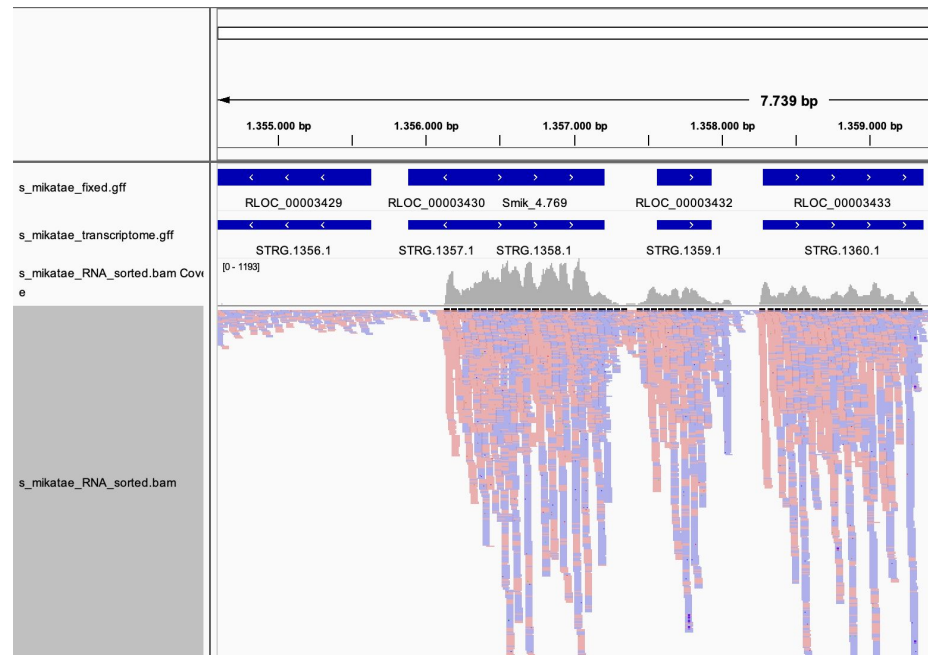 7.739 bp
1.355.000 bp 1.356.000 bp 1.357.000 bp 1.358.000 bp 1.359.000 bp
s_mikatae_fixed.gff
RLOC_00003429 RLOC_00003430 Smik_4.769 RLOC_00003432 RLOC_00003433
s_mikatae_transcriptome.gff
STRG.1356.1 STRG.1357.1 STRG.1358.1 STRG.1359.1 STRG.1360.1
s_mikatae_RNA_sorted.bam Cove
e
[0 - 1193]
s_mikatae_RNA_sorted.bam